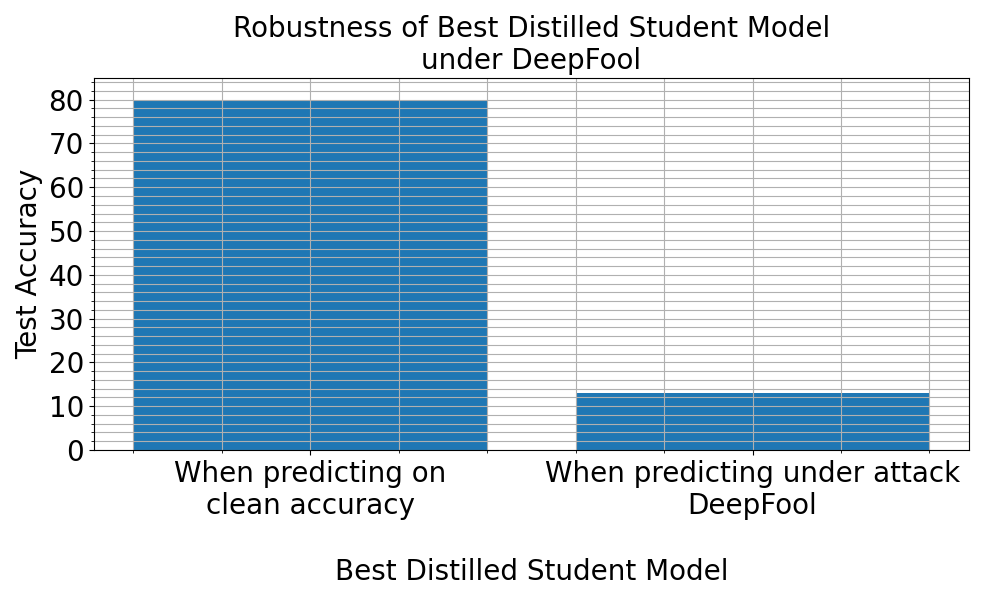 Robustness of Best Distilled Student Model
under DeepFool
Test Accuracy
80
70
60
50
40
30
20
10
0
When predicting on
clean accuracy
When predicting under attack
DeepFool
Best Distilled Student Model